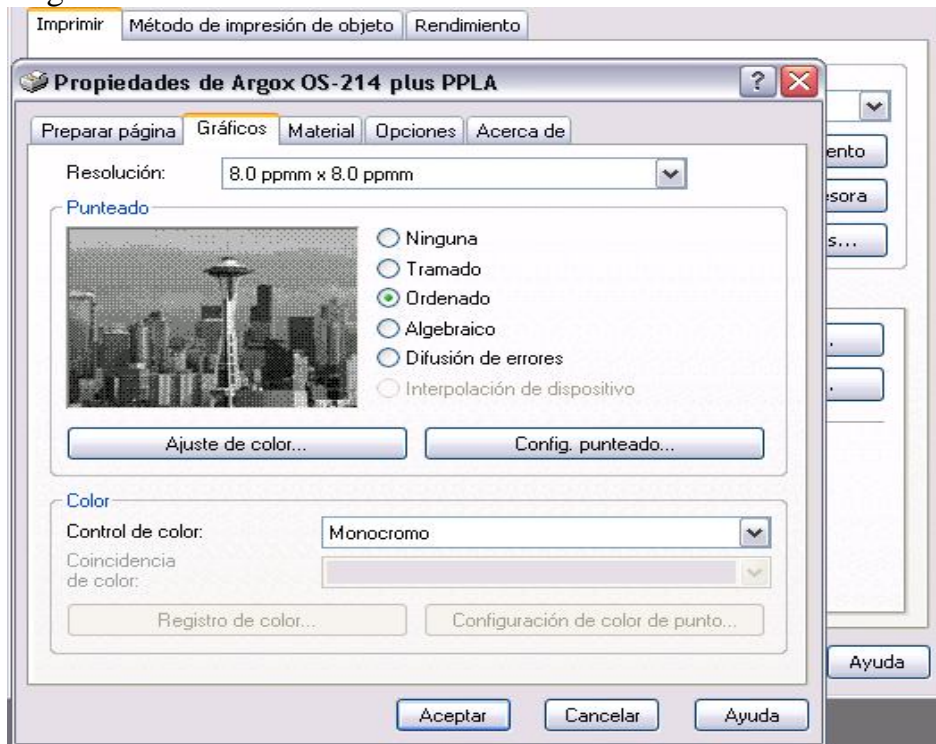 Imprimir Método de impresión de objeto Rendimiento
Propiedades de Argox OS-214 plus PPLA
Preparar página Gráficos Material Opciones Acerca de
ento
Resolución: 8.0 ppmm x 8.0 ppmm
esora
Punteado
s...
Ninguna
Tramado
Ordenado
Algebraico
Difusión de errores
Interpolación de dispositivo
Ajuste de color... Config. punteado...
Color
Control de color: Monocromo
Coincidencia
de color:
Registro de color... Configuración de color de punto...
Ayuda
Aceptar Cancelar Ayuda